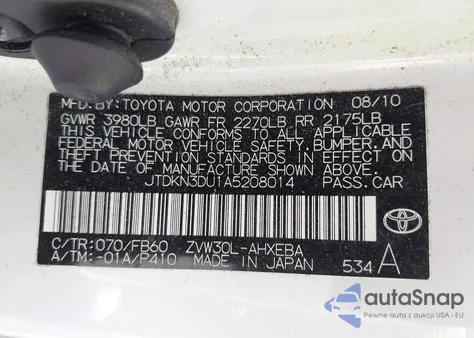 MFD.BY:TOYOTA MOTOR CORPORATION 08/10
GVWR 3980LB GAWR FR 2270LB RR 2175LB
THIS VEHICLE CONFORMS TO ALL APPLICABLE
FEDERAL MOTOR VEHICLE SAFETY,BUMPER,AND
THEFT PREVENTION STANDARDS IN EFFECT ON
THE DATE OF MANUFACTURE SHOWN ABOVE.
JTDKN3DU1A5208014 PASS.CAR
C/TR:070/FB60 ZVW30L-AHXEBA
A/TM:-01A/P410 MADE IN JAPAN 534 A
TOYOTA
autoSnap
Pewne auto z aukcji USA i EU